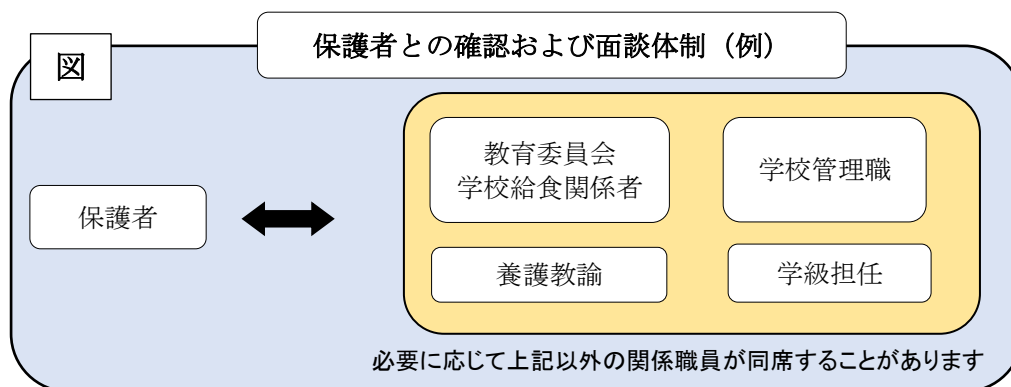 保護者との確認および面談体制（例）
図
教育委員会
学校給食関係者
学校管理職
保護者
養護教諭
学級担任
必要に応じて上記以外の関係職員が同席することがあります